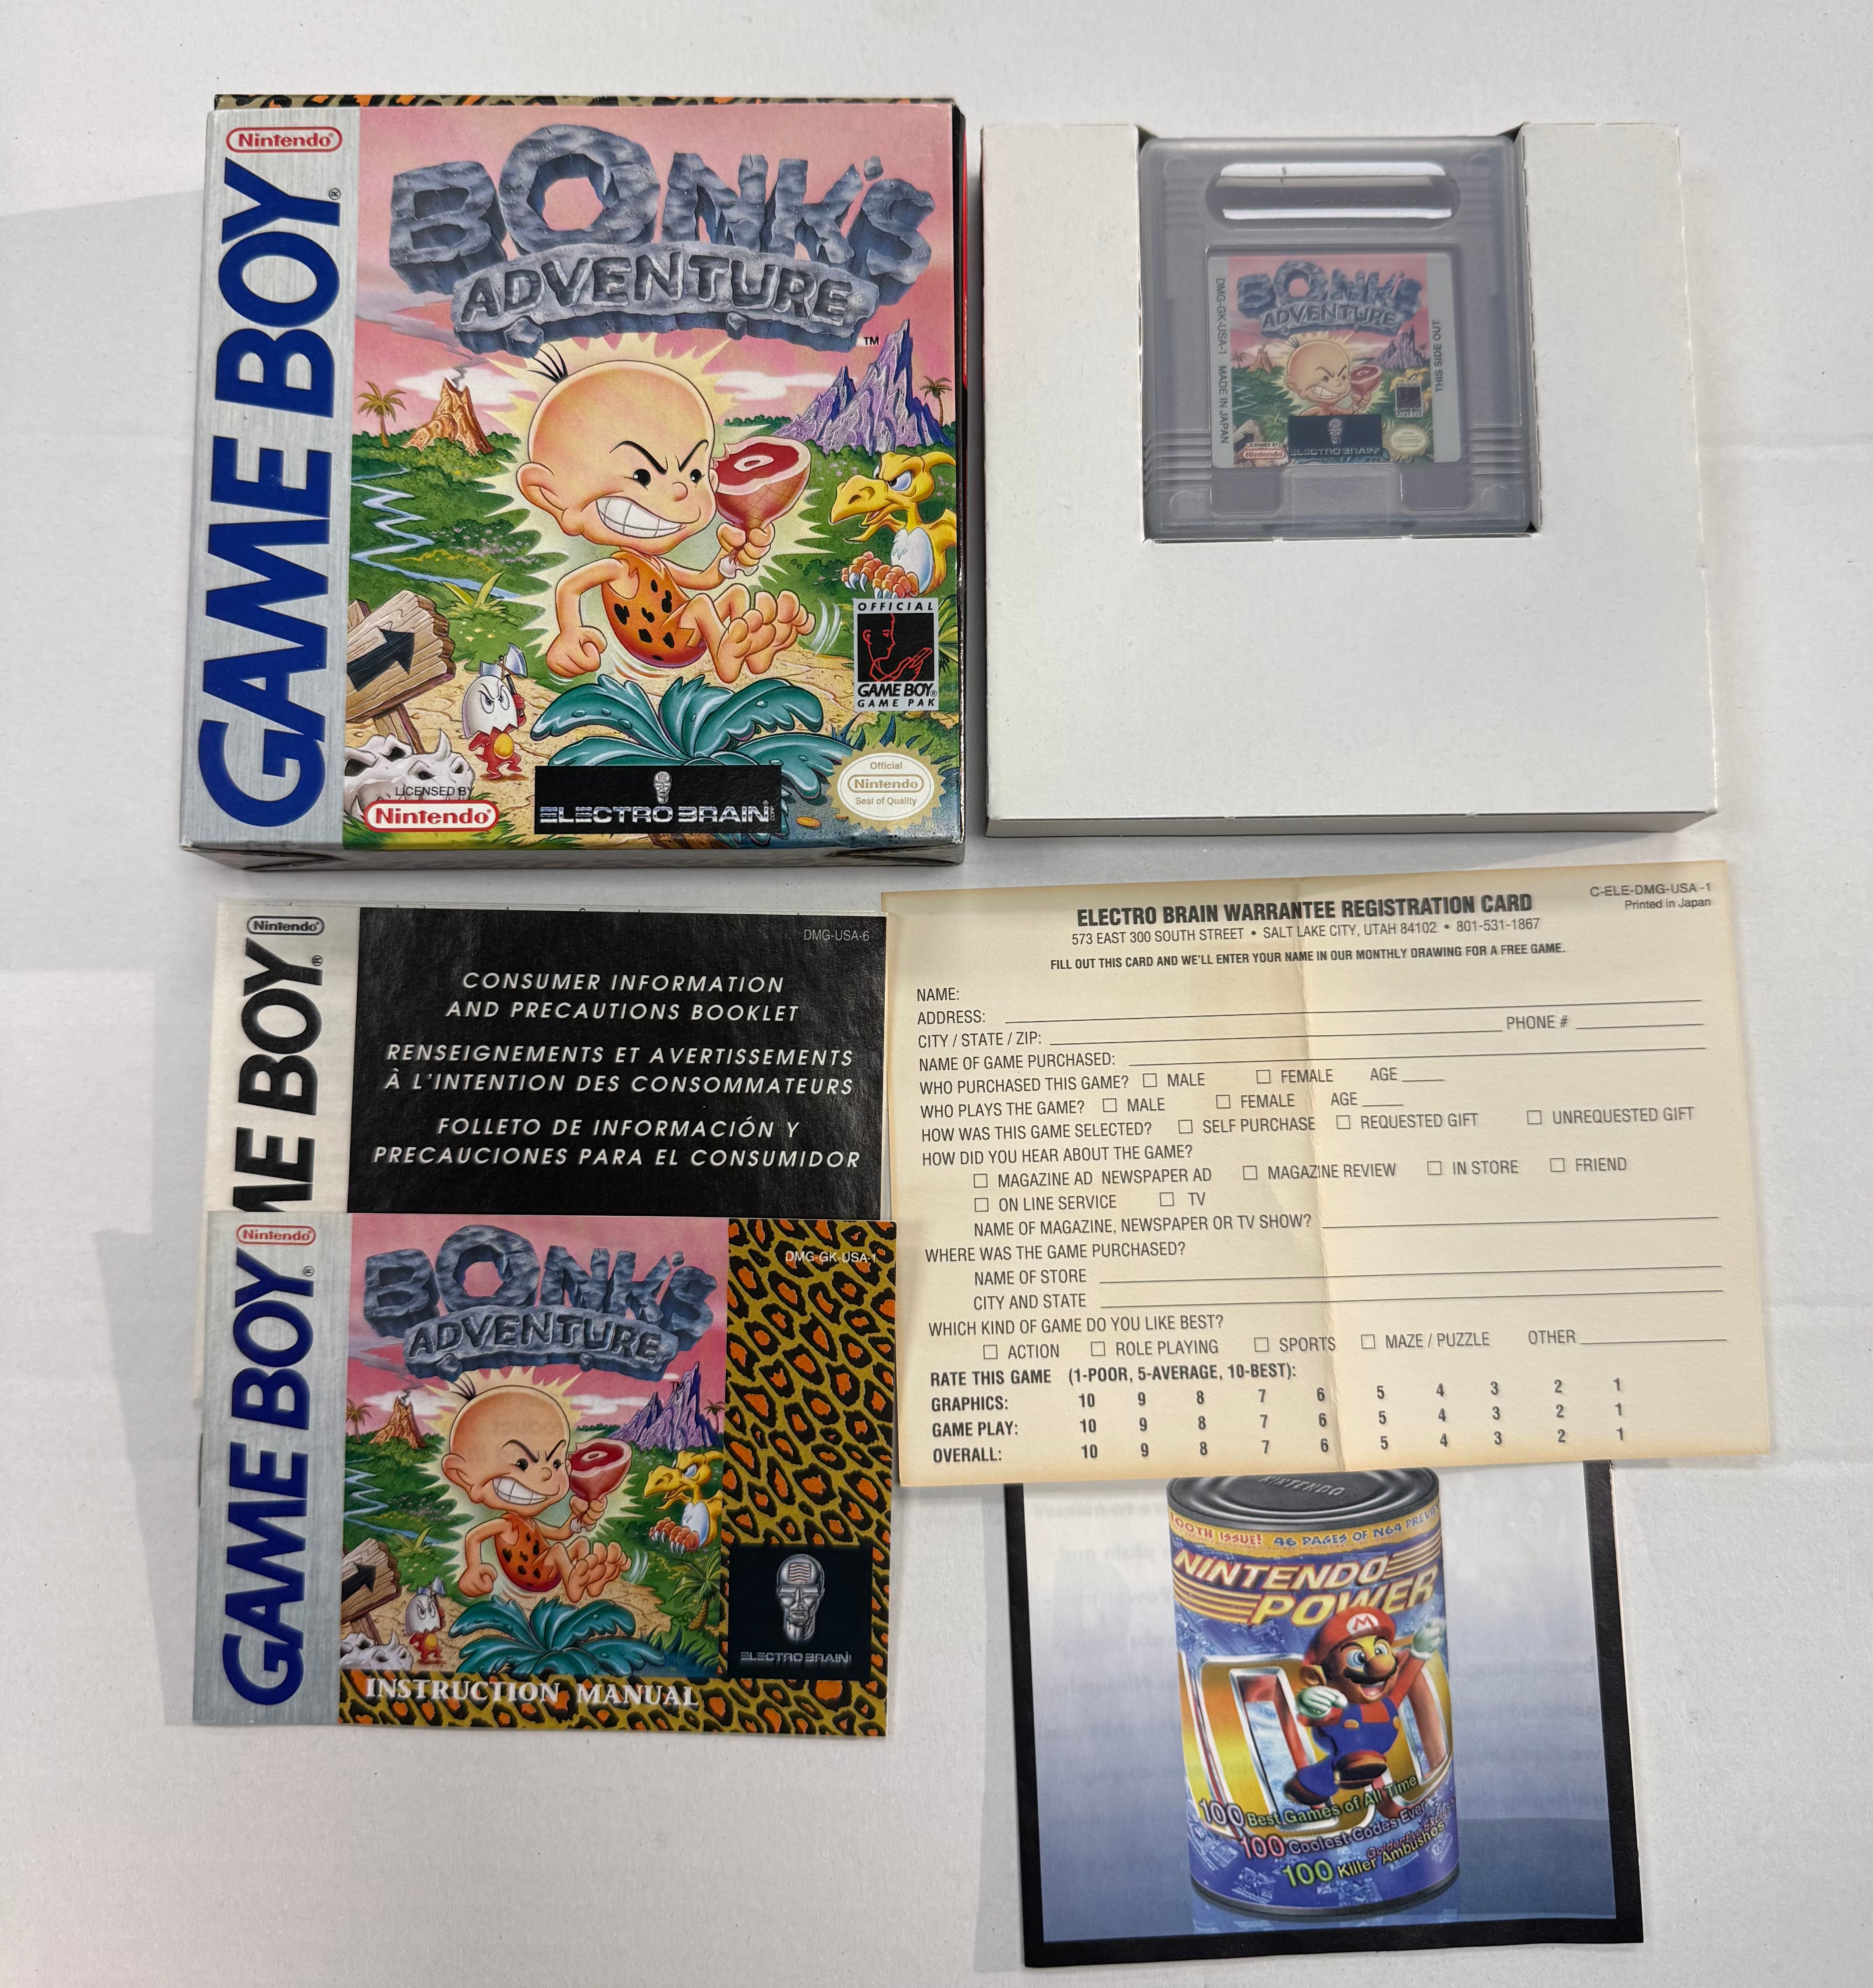 Nintendo®
GAME BOY®
BONK'S
ADVENTURE
™
OFFICIAL
GAME BOY®
GAME PAK
LICENSED BY
Nintendo®
ELECTRO BRAIN
CORP
Official
Nintendo
Seal of Quality
BONK'S
ADVENTURE
DMG-GK-USA-1 MADE IN JAPAN
THIS SIDE OUT
LICENSED BY
Nintendo
ELECTRO BRAIN
Nintendo®
GAME BOY®
DMG-USA-6
CONSUMER INFORMATION
AND PRECAUTIONS BOOKLET
RENSEIGNEMENTS ET AVERTISSEMENTS
À L'INTENTION DES CONSOMMATEURS
FOLLETO DE INFORMACIÓN Y
PRECAUCIONES PARA EL CONSUMIDOR
C-ELE-DMG-USA-1
Printed in Japan
ELECTRO BRAIN WARRANTEE REGISTRATION CARD
573 EAST 300 SOUTH STREET • SALT LAKE CITY, UTAH 84102 • 801-531-1867
FILL OUT THIS CARD AND WE'LL ENTER YOUR NAME IN OUR MONTHLY DRAWING FOR A FREE GAME.
NAME:
ADDRESS:
CITY / STATE / ZIP: PHONE #
NAME OF GAME PURCHASED:
WHO PURCHASED THIS GAME? □ MALE □ FEMALE AGE
WHO PLAYS THE GAME? □ MALE □ FEMALE AGE
HOW WAS THIS GAME SELECTED? □ SELF PURCHASE □ REQUESTED GIFT □ UNREQUESTED GIFT
HOW DID YOU HEAR ABOUT THE GAME?
□ MAGAZINE AD NEWSPAPER AD □ MAGAZINE REVIEW □ IN STORE □ FRIEND
□ ON LINE SERVICE □ TV
NAME OF MAGAZINE, NEWSPAPER OR TV SHOW?
WHERE WAS THE GAME PURCHASED?
NAME OF STORE
CITY AND STATE
WHICH KIND OF GAME DO YOU LIKE BEST?
□ ACTION □ ROLE PLAYING □ SPORTS □ MAZE / PUZZLE OTHER
RATE THIS GAME (1-POOR, 5-AVERAGE, 10-BEST):
GRAPHICS: 10 9 8 7 6 5 4 3 2 1
GAME PLAY: 10 9 8 7 6 5 4 3 2 1
OVERALL: 10 9 8 7 6 5 4 3 2 1
Nintendo®
GAME BOY®
DMG-GK-USA-1
BONK'S
ADVENTURE
™
ELECTRO BRAIN
INSTRUCTION MANUAL
NINTENDO
100TH ISSUE! 46 PAGES OF N64 PREVIEWS
NINTENDO
POWER
100
100 Best Games of All Time
100 Coolest Codes Ever
100 Killer Ambushes